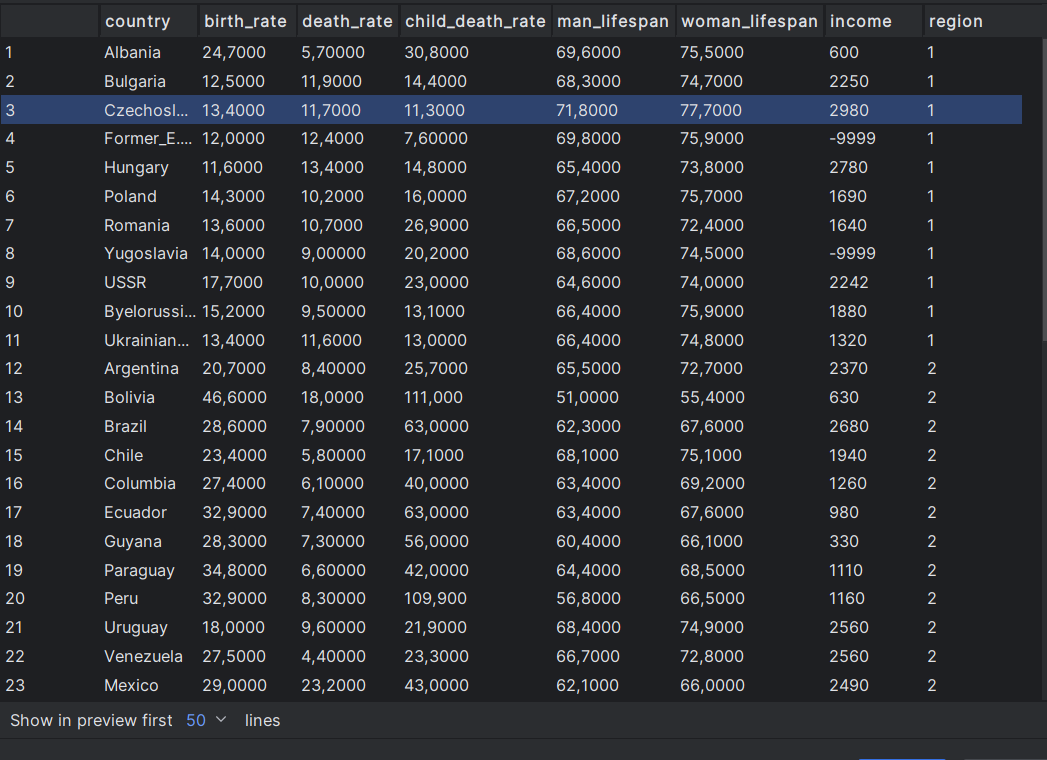 country birth_rate death_rate child_death_rate man_lifespan woman_lifespan income region
1 Albania 24,7000 5,70000 30,8000 69,6000 75,5000 600 1
2 Bulgaria 12,5000 11,9000 14,4000 68,3000 74,7000 2250 1
3 Czechosl... 13,4000 11,7000 11,3000 71,8000 77,7000 2980 1
4 Former_E.... 12,0000 12,4000 7,60000 69,8000 75,9000 -9999 1
5 Hungary 11,6000 13,4000 14,8000 65,4000 73,8000 2780 1
6 Poland 14,3000 10,2000 16,0000 67,2000 75,7000 1690 1
7 Romania 13,6000 10,7000 26,9000 66,5000 72,4000 1640 1
8 Yugoslavia 14,0000 9,00000 20,2000 68,6000 74,5000 -9999 1
9 USSR 17,7000 10,0000 23,0000 64,6000 74,0000 2242 1
10 Byelorussi... 15,2000 9,50000 13,1000 66,4000 75,9000 1880 1
11 Ukrainian... 13,4000 11,6000 13,0000 66,4000 74,8000 1320 1
12 Argentina 20,7000 8,40000 25,7000 65,5000 72,7000 2370 2
13 Bolivia 46,6000 18,0000 111,000 51,0000 55,4000 630 2
14 Brazil 28,6000 7,90000 63,0000 62,3000 67,6000 2680 2
15 Chile 23,4000 5,80000 17,1000 68,1000 75,1000 1940 2
16 Columbia 27,4000 6,10000 40,0000 63,4000 69,2000 1260 2
17 Ecuador 32,9000 7,40000 63,0000 63,4000 67,6000 980 2
18 Guyana 28,3000 7,30000 56,0000 60,4000 66,1000 330 2
19 Paraguay 34,8000 6,60000 42,0000 64,4000 68,5000 1110 2
20 Peru 32,9000 8,30000 109,900 56,8000 66,5000 1160 2
21 Uruguay 18,0000 9,60000 21,9000 68,4000 74,9000 2560 2
22 Venezuela 27,5000 4,40000 23,3000 66,7000 72,8000 2560 2
23 Mexico 29,0000 23,2000 43,0000 62,1000 66,0000 2490 2
Show in preview first 50 lines